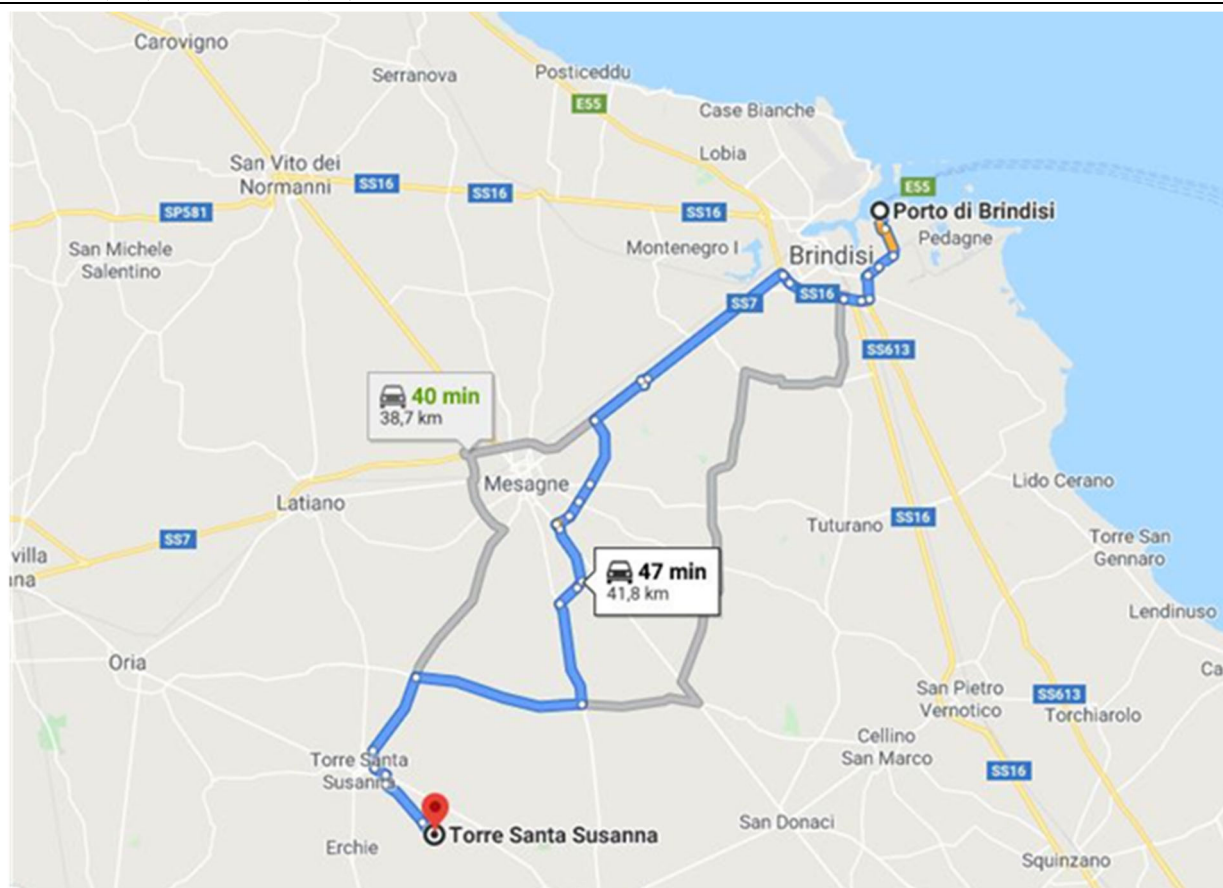 Carovigno
Serranova
Posticeddu
E55
Case Bianche
Lobia
San Vito dei
Normanni
SS16
SS16
SS16
SP581
E55
Porto di Brindisi
Pedagne
San Michele
Salentino
Montenegro I
Brindisi
SS7
SS16
SS613
40 min
38,7 km
Mesagne
Latiano
Lido Cerano
SS7
Tuturano
SS16
Torre San
Gennaro
villa
na
47 min
41,8 km
Lendinuso
Oria
Ca
San Pietro
Vernotico
SS613
Torchiarolo
Cellino
San Marco
Torre Santa
Susanna
SS16
Torre Santa Susanna
San Donaci
Erchie
Squinzano